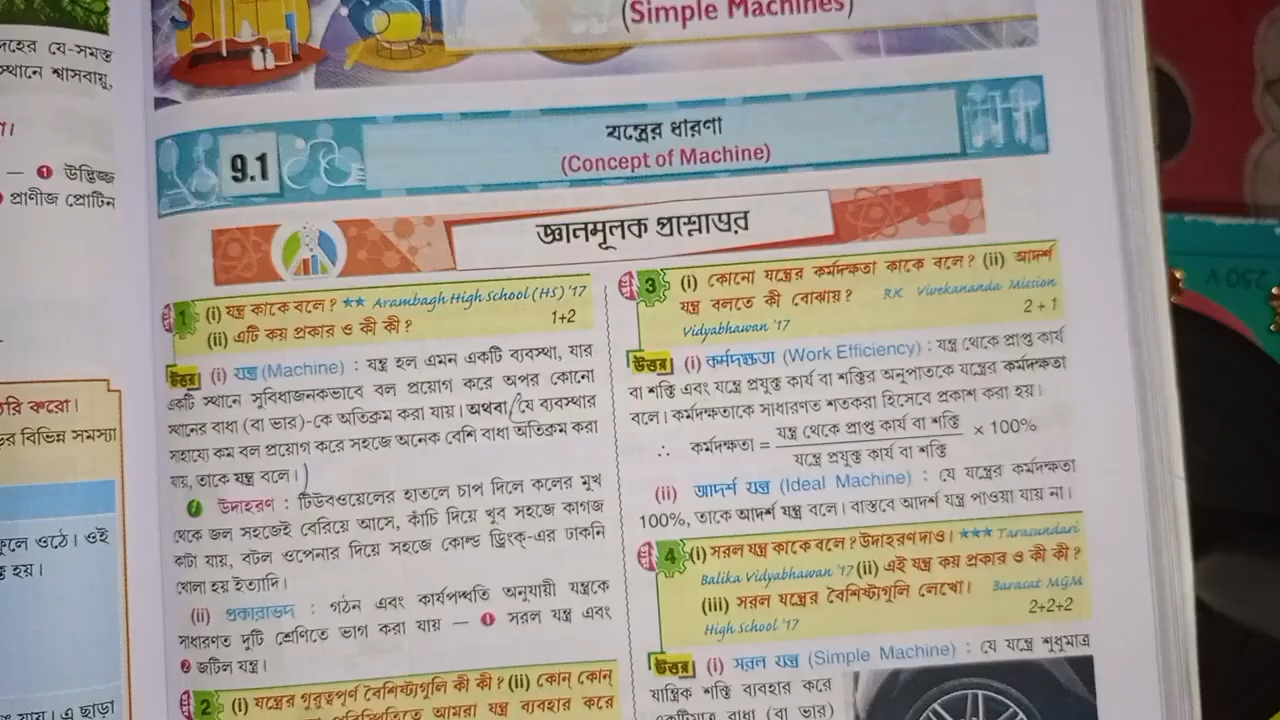 (Simple Machines)
9.1
যন্ত্রের ধারণা
(Concept of Machine)
জ্ঞানমূলক প্রশ্নোত্তর
1 (i) যন্ত্র কাকে বলে? ★★ Arambagh High School (HS) '17
(ii) এটি কয় প্রকার ও কী কী? 1+2
উত্তর (i) যন্ত্র (Machine) : যন্ত্র হল এমন একটি ব্যবস্থা, যার
একটি স্থানে সুবিধাজনকভাবে বল প্রয়োগ করে অপর কোনো
স্থানের বাধা (বা ভার)-কে অতিক্রম করা যায়। অথবা, যে ব্যবস্থার
সাহায্যে কম বল প্রয়োগ করে সহজে অনেক বেশি বাধা অতিক্রম করা
যায়, তাকে যন্ত্র বলে।
উদাহরণ : টিউবওয়েলের হাতলে চাপ দিলে কলের মুখ
থেকে জল সহজেই বেরিয়ে আসে, কাঁচি দিয়ে খুব সহজে কাগজ
কাটা যায়, বটল ওপেনার দিয়ে সহজে কোল্ড ড্রিংক্-এর ঢাকনি
খোলা হয় ইত্যাদি।
(ii) প্রকারভেদ : গঠন এবং কার্যপদ্ধতি অনুযায়ী যন্ত্রকে
সাধারণত দুটি শ্রেণিতে ভাগ করা যায় — ❶ সরল যন্ত্র এবং
❷ জটিল যন্ত্র।
2 (i) যন্ত্রের গুরুত্বপূর্ণ বৈশিষ্ট্যগুলি কী কী? (ii) কোন্ কোন্
পরিস্থিতিতে আমরা যন্ত্র ব্যবহার করে
3 (i) কোনো যন্ত্রের কর্মদক্ষতা কাকে বলে? (ii) আদর্শ
যন্ত্র বলতে কী বোঝায়? RK Vivekananda Mission
Vidyabhawan '17 2 + 1
উত্তর (i) কর্মদক্ষতা (Work Efficiency) : যন্ত্র থেকে প্রাপ্ত কার্য
বা শক্তি এবং যন্ত্রে প্রযুক্ত কার্য বা শক্তির অনুপাতকে যন্ত্রের কর্মদক্ষতা
বলে। কর্মদক্ষতাকে সাধারণত শতকরা হিসেবে প্রকাশ করা হয়।
∴ কর্মদক্ষতা = যন্ত্র থেকে প্রাপ্ত কার্য বা শক্তি × 100%
যন্ত্রে প্রযুক্ত কার্য বা শক্তি
(ii) আদর্শ যন্ত্র (Ideal Machine) : যে যন্ত্রের কর্মদক্ষতা
100%, তাকে আদর্শ যন্ত্র বলে। বাস্তবে আদর্শ যন্ত্র পাওয়া যায় না।
4 (i) সরল যন্ত্র কাকে বলে? উদাহরণ দাও। ★★★ Tarasundari
Balika Vidyabhawan '17 (ii) এই যন্ত্র কয় প্রকার ও কী কী?
(iii) সরল যন্ত্রের বৈশিষ্ট্যগুলি লেখো। Barasat MGM
High School '17 2+2+2
উত্তর (i) সরল যন্ত্র (Simple Machine) : যে যন্ত্রে শুধুমাত্র
যান্ত্রিক শক্তি ব্যবহার করে
একটিমাত্র বাধা (বা ভার)
যে-সমস্ত
শ্বাসবায়ু,
— ❶ উদ্ভিজ্জ
প্রাণীজ প্রোটিন
করো।
বিভিন্ন সমস্যা
ওঠে। ওই
হয়।
এ ছাড়া
250 V